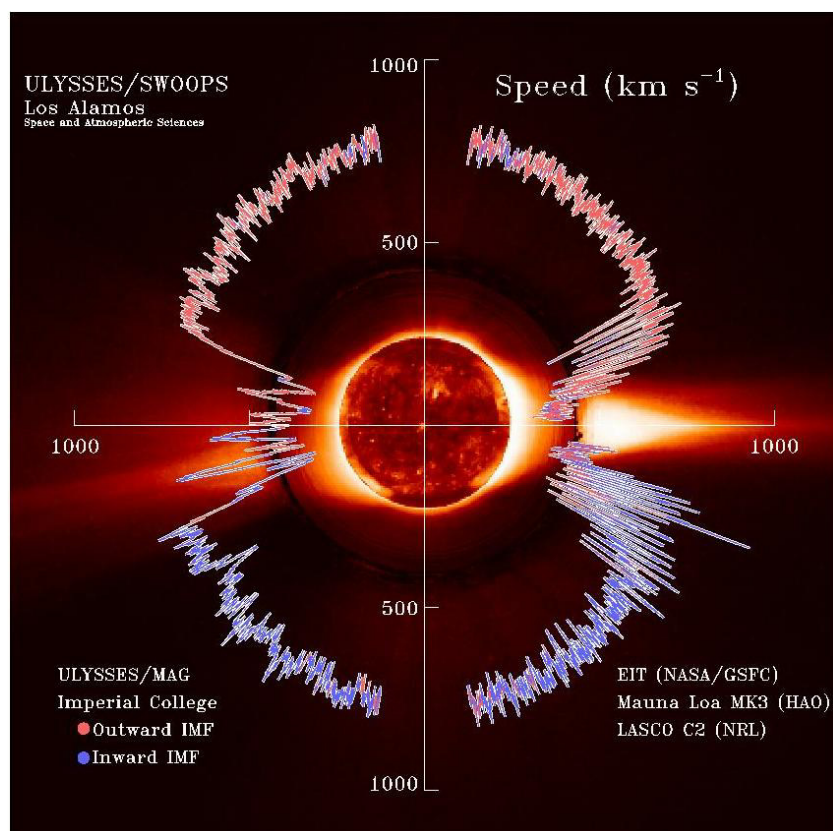 ULYSSES/SWOOPS
Los Alamos
Space and Atmospheric Sciences
Speed (km s⁻¹)
1000
500
1000
1000
500
1000
ULYSSES/MAG
Imperial College
Outward IMF
Inward IMF
EIT (NASA/GSFC)
Mauna Loa MK3 (HAO)
LASCO C2 (NRL)